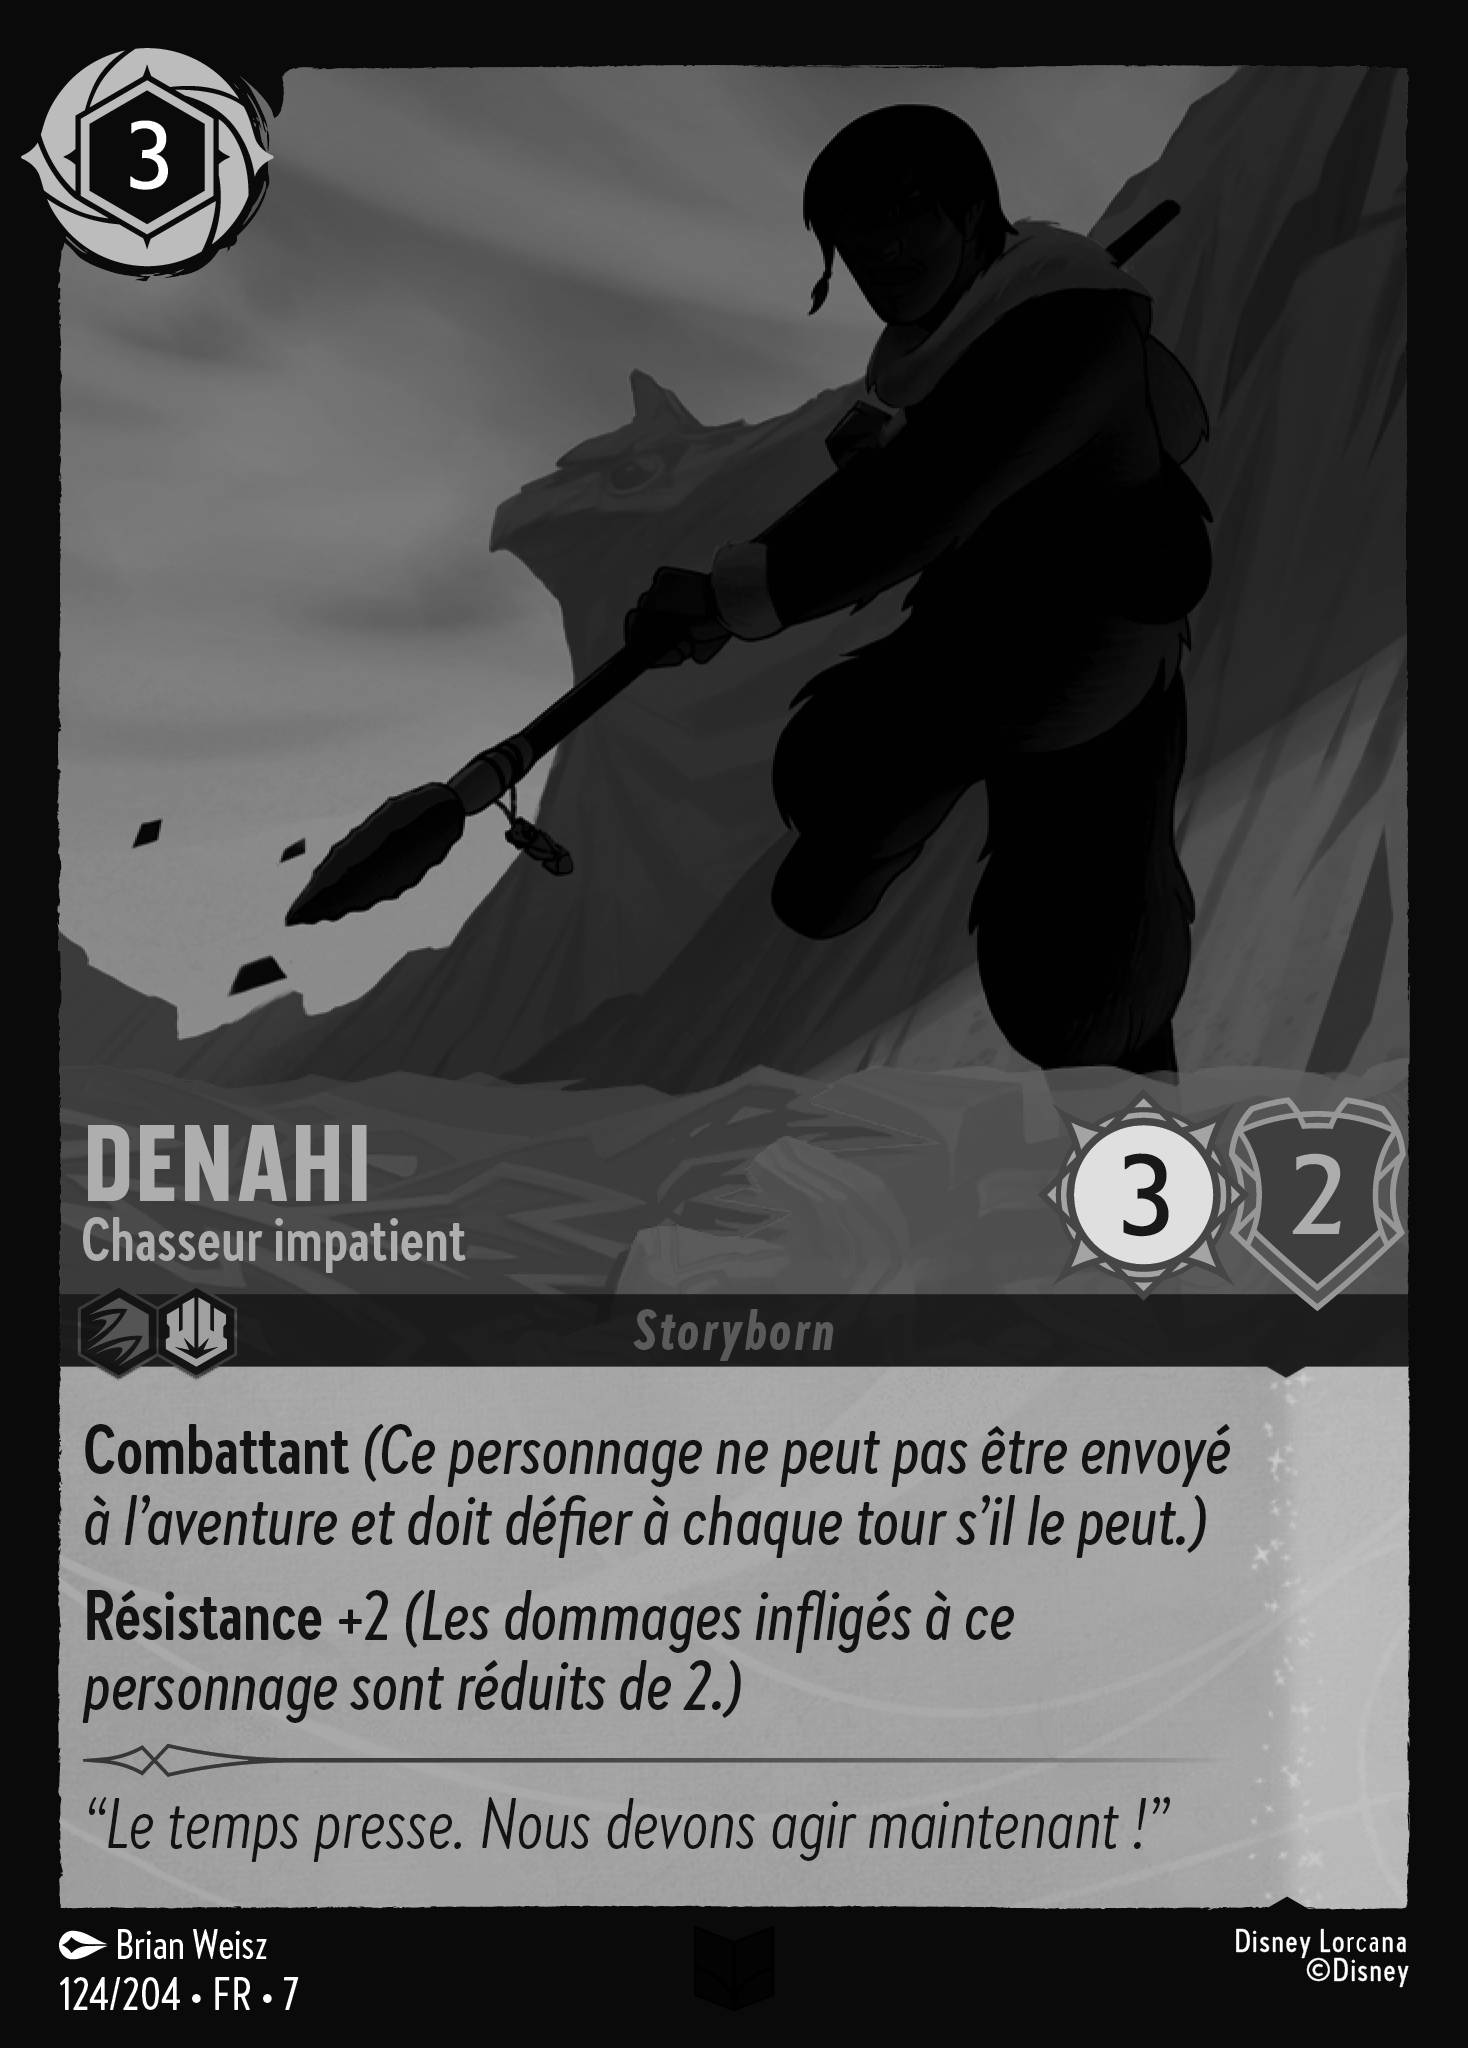 3
DENAHI
Chasseur impatient
3
2
Storyborn
Combattant (Ce personnage ne peut pas être envoyé
à l’aventure et doit défier à chaque tour s’il le peut.)
Résistance +2 (Les dommages infligés à ce
personnage sont réduits de 2.)
“Le temps presse. Nous devons agir maintenant !”
Brian Weisz
124/204 • FR • 7
Disney Lorcana
©Disney